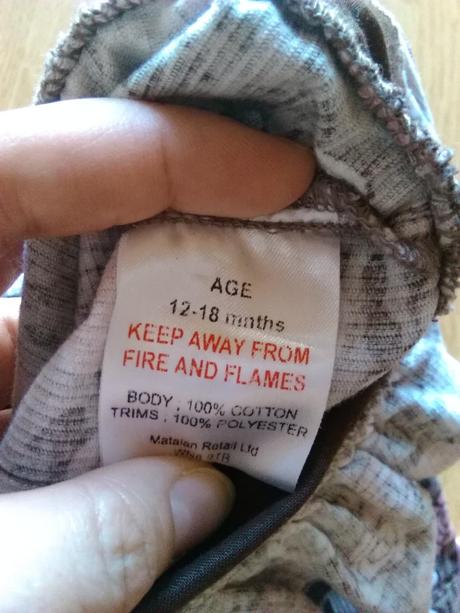 AGE
12-18 mnths
KEEP AWAY FROM
FIRE AND FLAMES
BODY : 100% COTTON
TRIMS : 100% POLYESTER
Matalan Retail Ltd